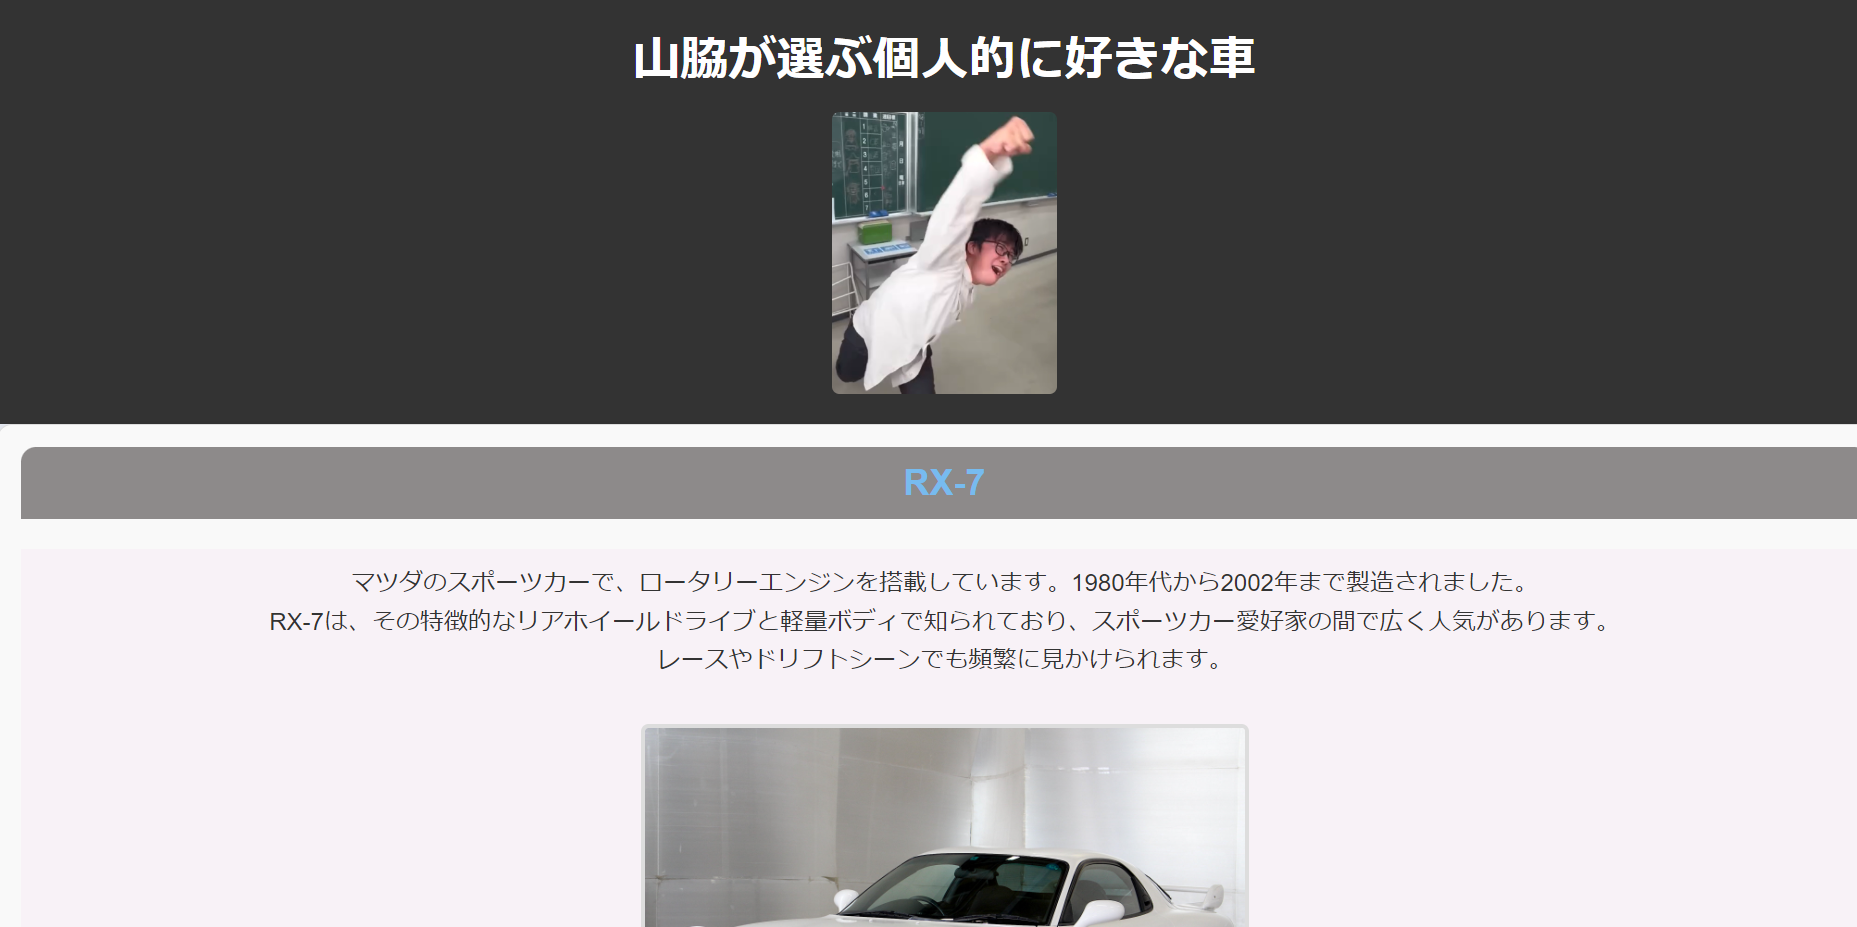 山脇が選ぶ個人的に好きな車
RX-7
マツダのスポーツカーで、ロータリーエンジンを搭載しています。1980年代から2002年まで製造されました。
RX-7は、その特徴的なリアホイールドライブと軽量ボディで知られており、スポーツカー愛好家の間で広く人気があります。
レースやドリフトシーンでも頻繁に見かけられます。